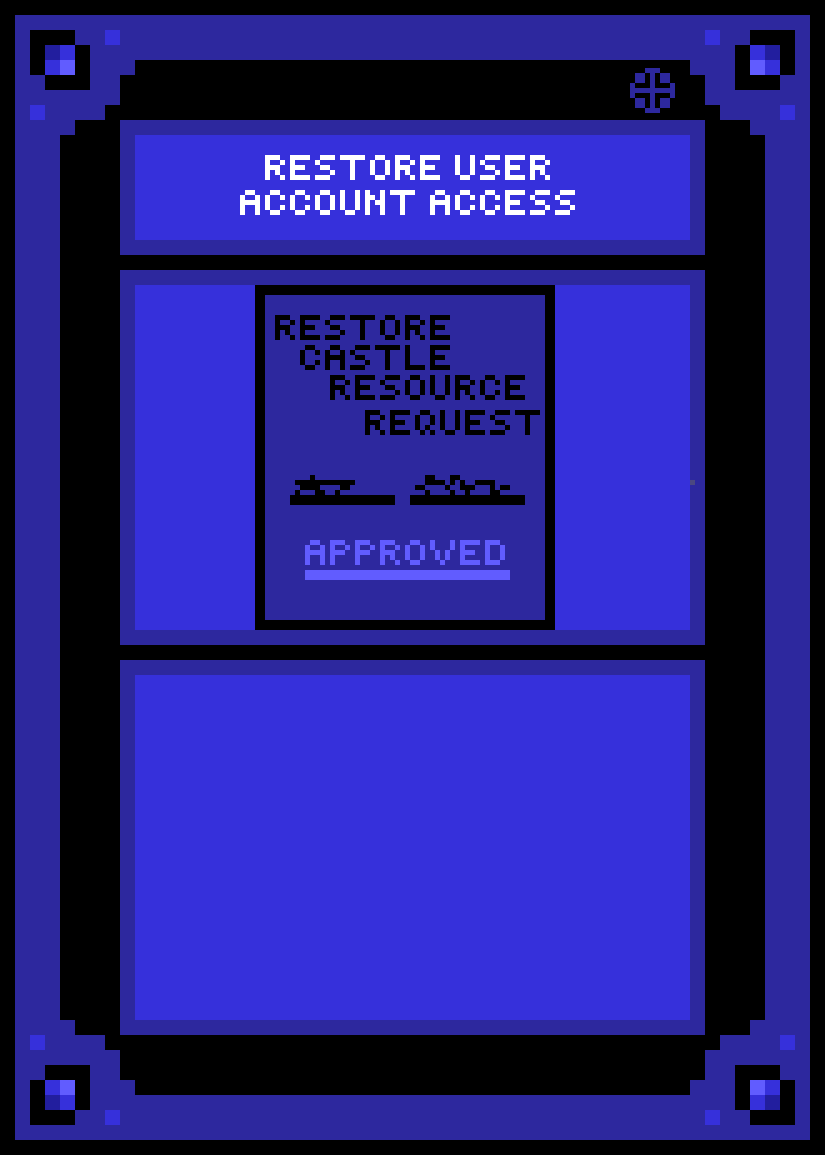 RESTORE USER
ACCOUNT ACCESS
RESTORE
CASTLE
RESOURCE
REQUEST
APPROVED